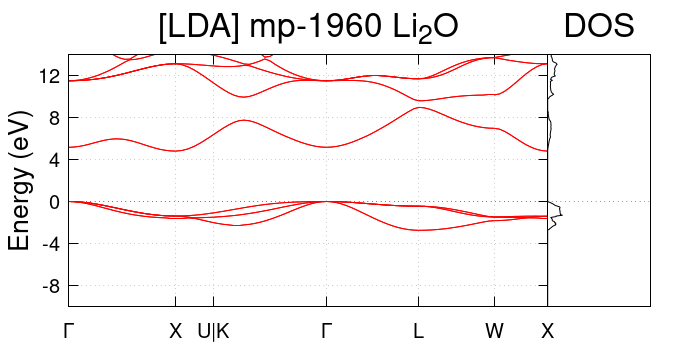 [LDA] mp-1960 Li₂O DOS
Energy (eV)
12
8
4
0
-4
-8
Γ X U|K Γ L W X